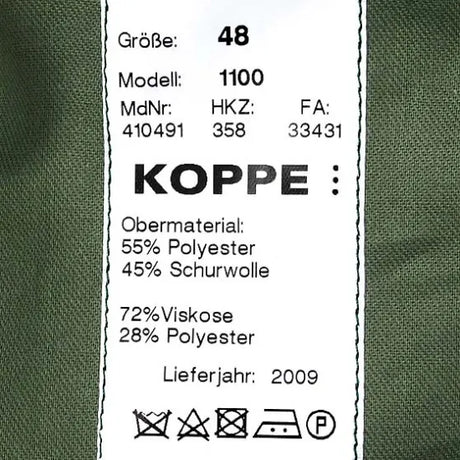 Größe: 48
Modell: 1100
MdNr: HKZ: FA:
410491 358 33431
KOPPE
Obermaterial:
55% Polyester
45% Schurwolle
72%Viskose
28% Polyester
Lieferjahr: 2009
P